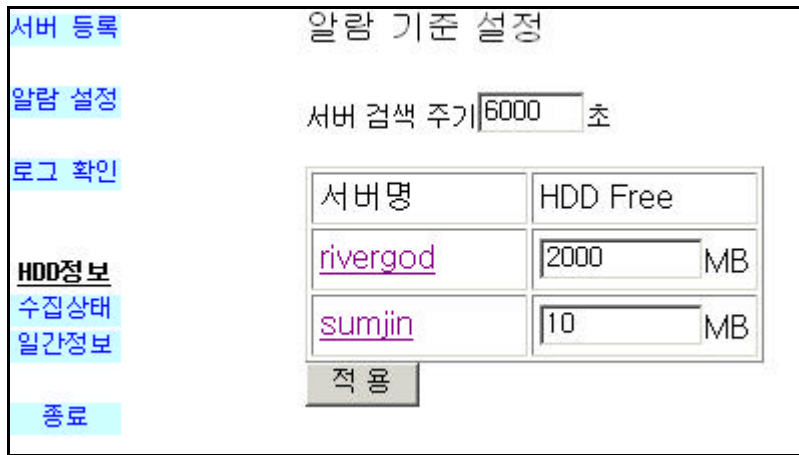 서버 등록
알람 설정
로그 확인
HDD정보
수집상태
일간정보
종료
알람 기준 설정
서버 검색 주기 6000 초
서버명 HDD Free
rivergod 2000 MB
sumjin 10 MB
적 용